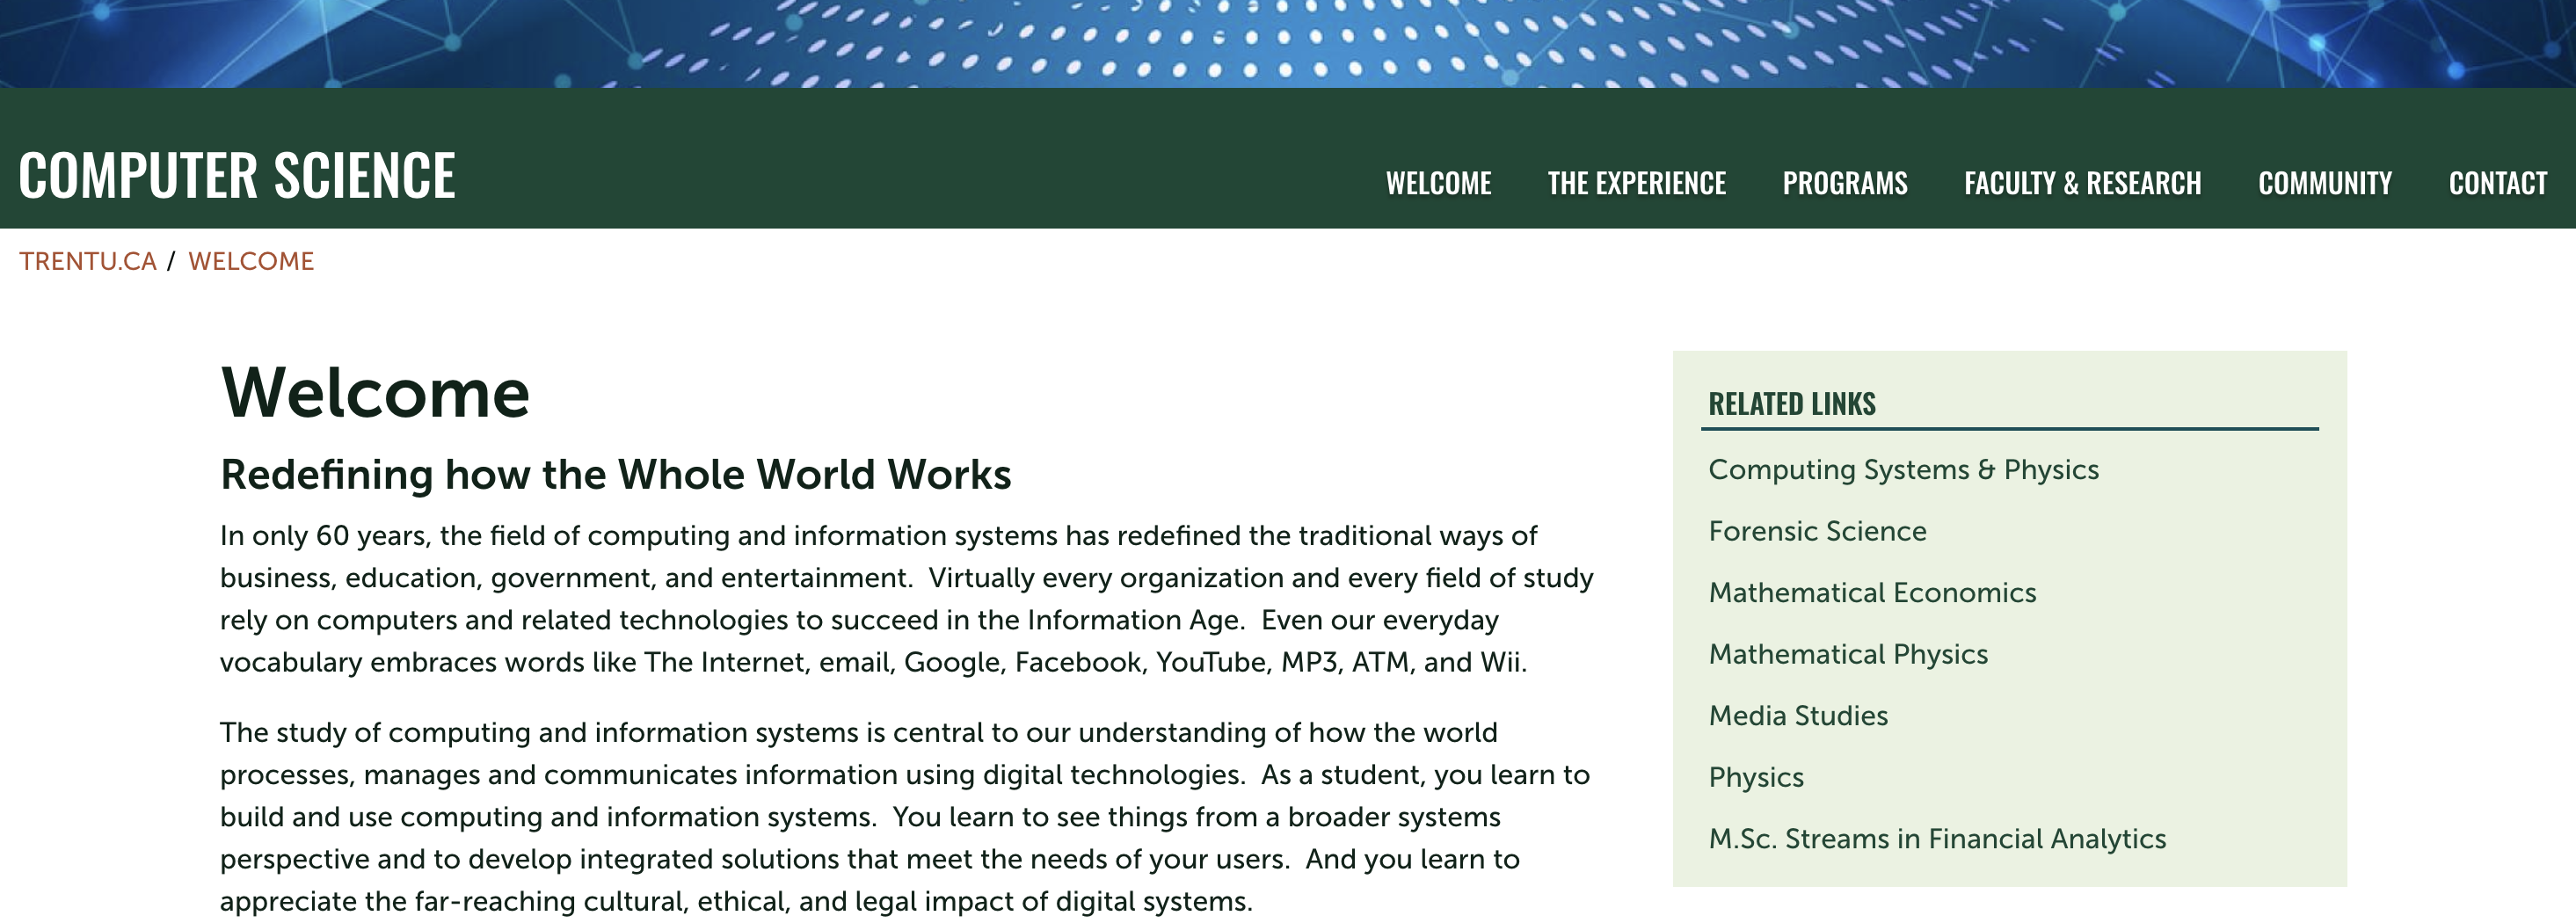 COMPUTER SCIENCE
WELCOME THE EXPERIENCE PROGRAMS FACULTY & RESEARCH COMMUNITY CONTACT
TRENTU.CA / WELCOME
Welcome
Redefining how the Whole World Works
In only 60 years, the field of computing and information systems has redefined the traditional ways of
business, education, government, and entertainment.  Virtually every organization and every field of study
rely on computers and related technologies to succeed in the Information Age.  Even our everyday
vocabulary embraces words like The Internet, email, Google, Facebook, YouTube, MP3, ATM, and Wii.
The study of computing and information systems is central to our understanding of how the world
processes, manages and communicates information using digital technologies.  As a student, you learn to
build and use computing and information systems.  You learn to see things from a broader systems
perspective and to develop integrated solutions that meet the needs of your users.  And you learn to
appreciate the far-reaching cultural, ethical, and legal impact of digital systems.
RELATED LINKS
Computing Systems & Physics
Forensic Science
Mathematical Economics
Mathematical Physics
Media Studies
Physics
M.Sc. Streams in Financial Analytics